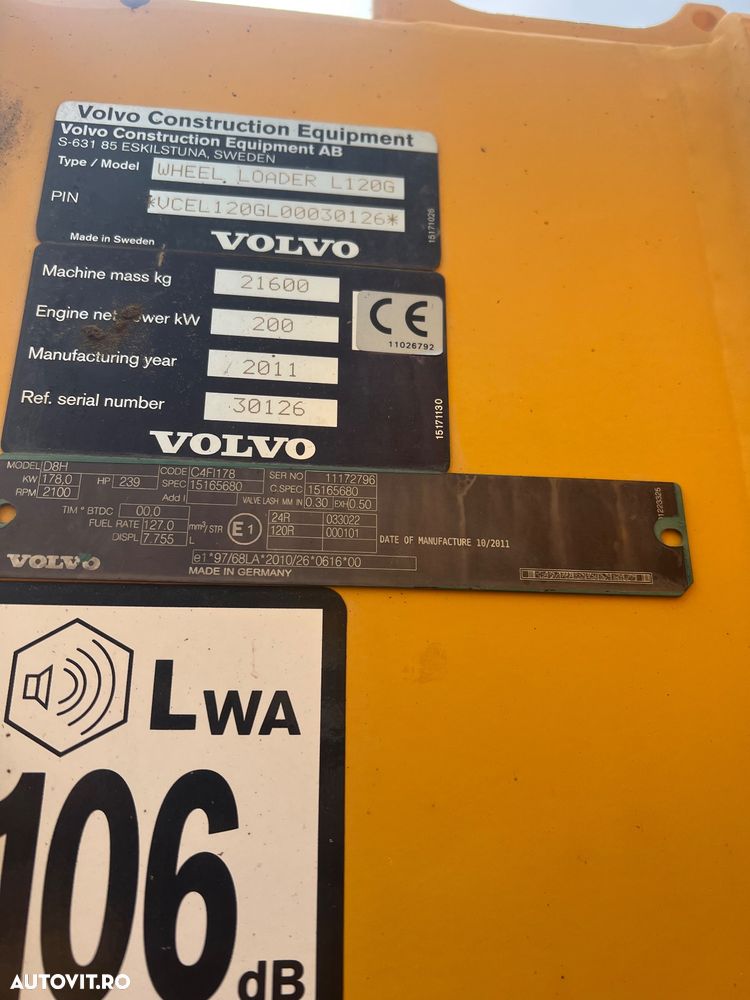 Volvo Construction Equipment
Volvo Construction Equipment AB
S-631 85 ESKILSTUNA, SWEDEN
Type / Model WHEEL LOADER L120G
PIN *VCEL120GL00030126*
Made in Sweden VOLVO 15171026
Machine mass kg 21600
Engine net power kW 200
CE 11026792
Manufacturing year 2011
Ref. serial number 30126
VOLVO 15171130
MODEL D8H CODE C4FI178 SER NO 11172796
KW 178,0 HP 239 SPEC 15165680 C.SPEC 15165680
RPM 2100 Add I VALVE LASH MM IN 0.30 EXH 0.50
TIM ° BTDC 00,0 24R 033022
FUEL RATE 127.0 mm³/STR E1 120R 000101 DATE OF MANUFACTURE 10/2011
DISPL 7.755 L
VOLVO e1*97/68LA*2010/26*0616*00
MADE IN GERMANY
LWA
106
dB
AUTOVIT.RO